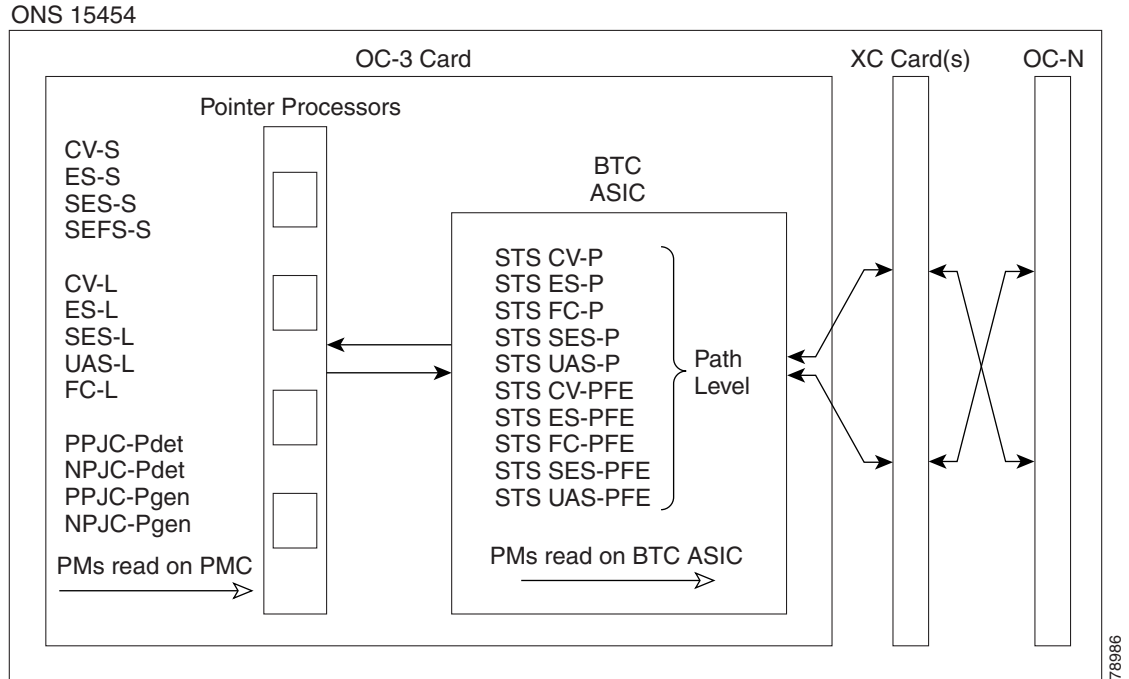 ONS 15454
OC-3 Card
XC Card(s)
OC-N
Pointer Processors
CV-S
ES-S
SES-S
SEFS-S
CV-L
ES-L
SES-L
UAS-L
FC-L
PPJC-Pdet
NPJC-Pdet
PPJC-Pgen
NPJC-Pgen
PMs read on PMC
BTC
ASIC
STS CV-P
STS ES-P
STS FC-P
STS SES-P
STS UAS-P
STS CV-PFE
STS ES-PFE
STS FC-PFE
STS SES-PFE
STS UAS-PFE
Path
Level
PMs read on BTC ASIC
78986